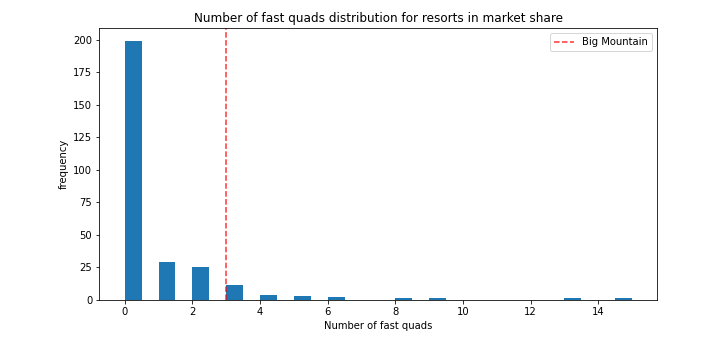 Number of fast quads distribution for resorts in market share
Big Mountain
frequency
200
175
150
125
100
75
50
25
0
0 2 4 6 8 10 12 14
Number of fast quads